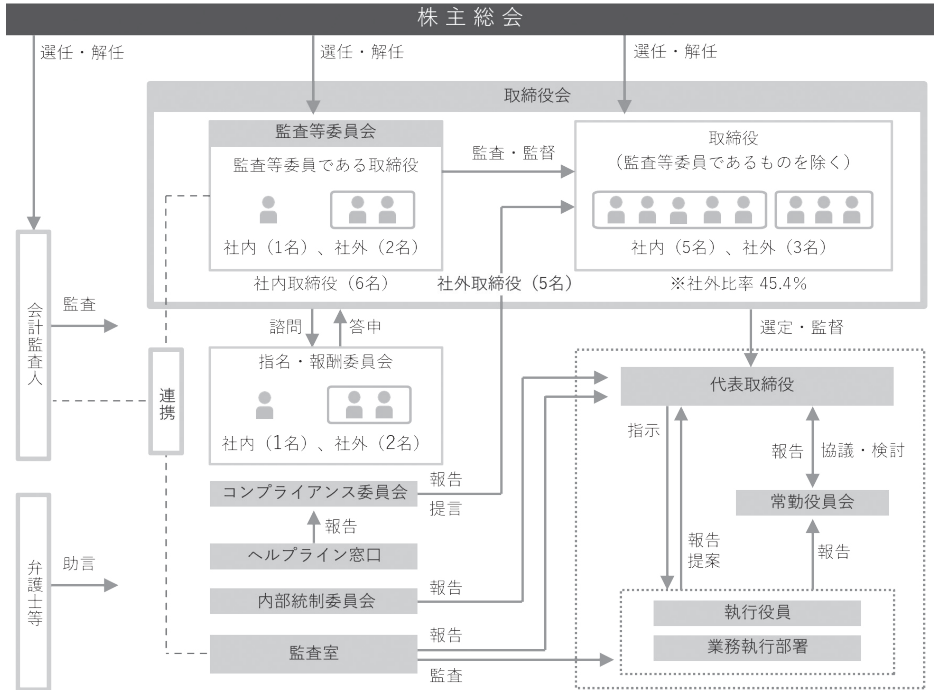 株主総会
選任・解任
選任・解任
選任・解任
取締役会
監査等委員会
監査等委員である取締役
社内（1名）、社外（2名）
監査・監督
取締役
（監査等委員であるものを除く）
社内（5名）、社外（3名）
社内取締役（6名）
社外取締役（5名）
※社外比率 45.4%
会計監査人
監査
諮問
答申
選定・監督
連携
指名・報酬委員会
社内（1名）、社外（2名）
代表取締役
指示
報告
協議・検討
コンプライアンス委員会
報告
提言
常勤役員会
報告
ヘルプライン窓口
報告
提案
報告
弁護士等
助言
内部統制委員会
報告
執行役員
業務執行部署
監査室
報告
監査